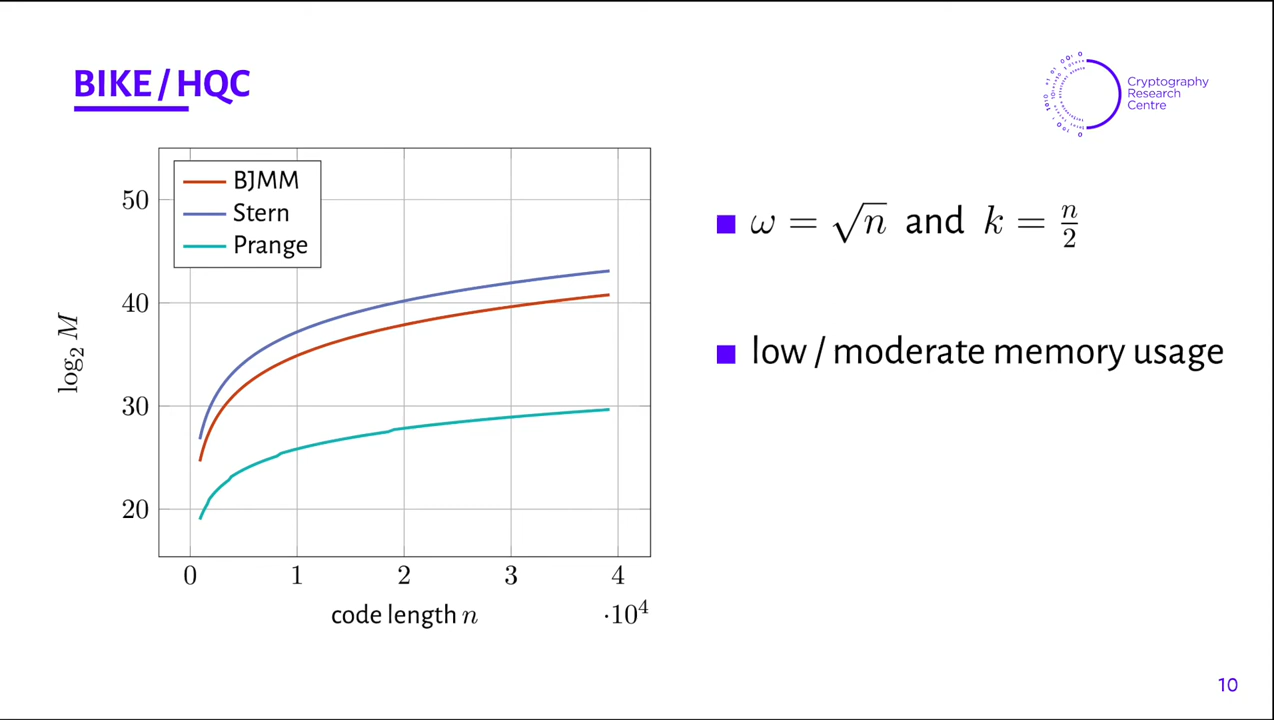 BIKE / HQC
Cryptography
Research
Centre
BJMM
Stern
Prange
50
40
30
20
log₂ M
0 1 2 3 4
code length n ·10⁴
ω = √n and k = n/2
low / moderate memory usage
10